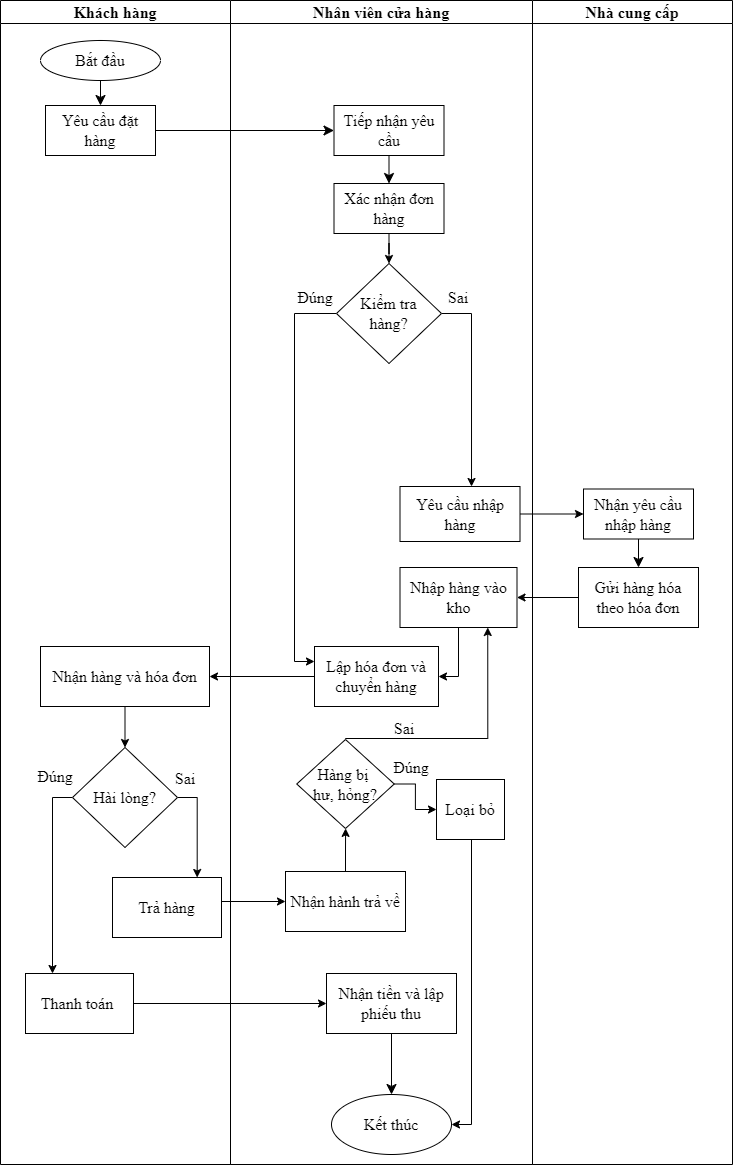 Khách hàng
Nhân viên cửa hàng
Nhà cung cấp
Bắt đầu
Yêu cầu đặt
hàng
Tiếp nhận yêu
cầu
Xác nhận đơn
hàng
Kiểm tra
hàng?
Đúng
Sai
Yêu cầu nhập
hàng
Nhận yêu cầu
nhập hàng
Gửi hàng hóa
theo hóa đơn
Nhập hàng vào
kho
Lập hóa đơn và
chuyển hàng
Nhận hàng và hóa đơn
Hài lòng?
Đúng
Sai
Trả hàng
Nhận hành trả về
Hàng bị
hư, hỏng?
Sai
Đúng
Loại bỏ
Thanh toán
Nhận tiền và lập
phiếu thu
Kết thúc